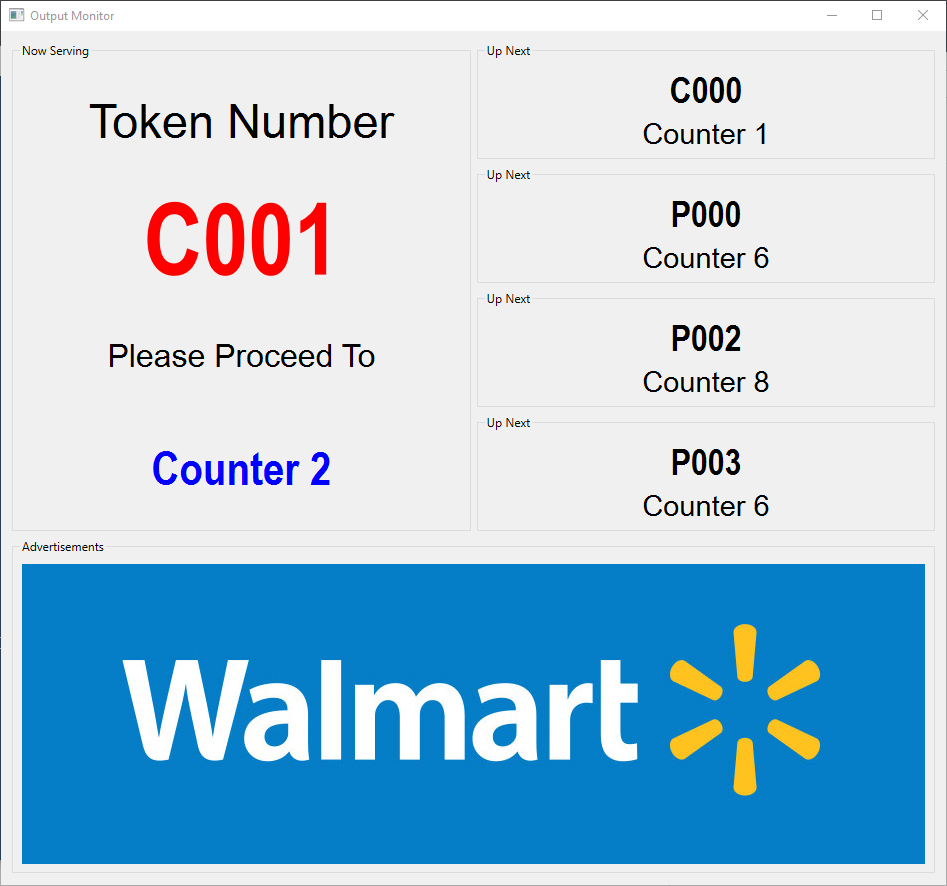 Output Monitor
Now Serving
Token Number
C001
Please Proceed To
Counter 2
Up Next
C000
Counter 1
Up Next
P000
Counter 6
Up Next
P002
Counter 8
Up Next
P003
Counter 6
Advertisements
Walmart